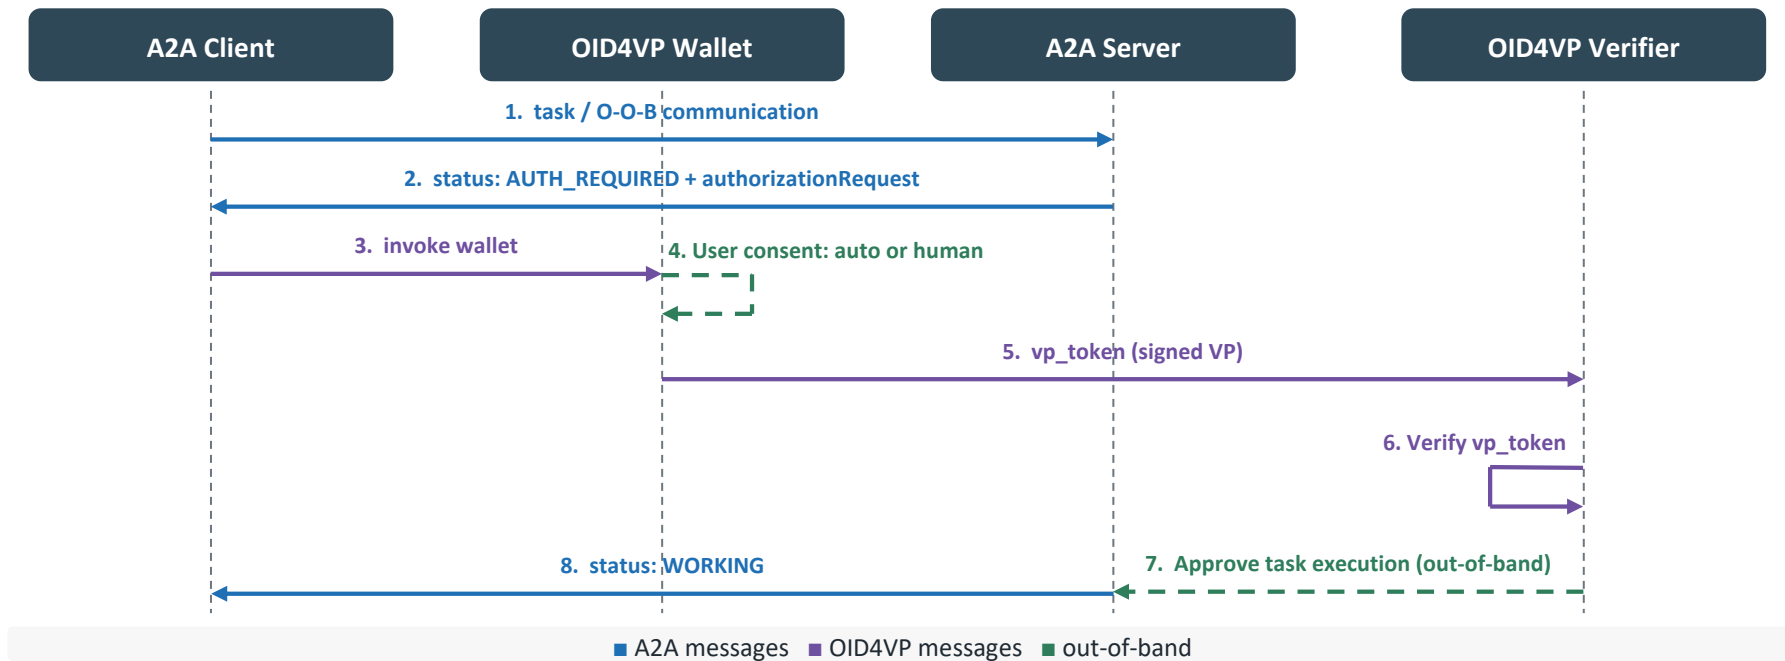 A2A Client
OID4VP Wallet
A2A Server
OID4VP Verifier
1. task / O-O-B communication
2. status: AUTH_REQUIRED + authorizationRequest
3. invoke wallet
4. User consent: auto or human
5. vp_token (signed VP)
6. Verify vp_token
7. Approve task execution (out-of-band)
8. status: WORKING
A2A messages
OID4VP messages
out-of-band